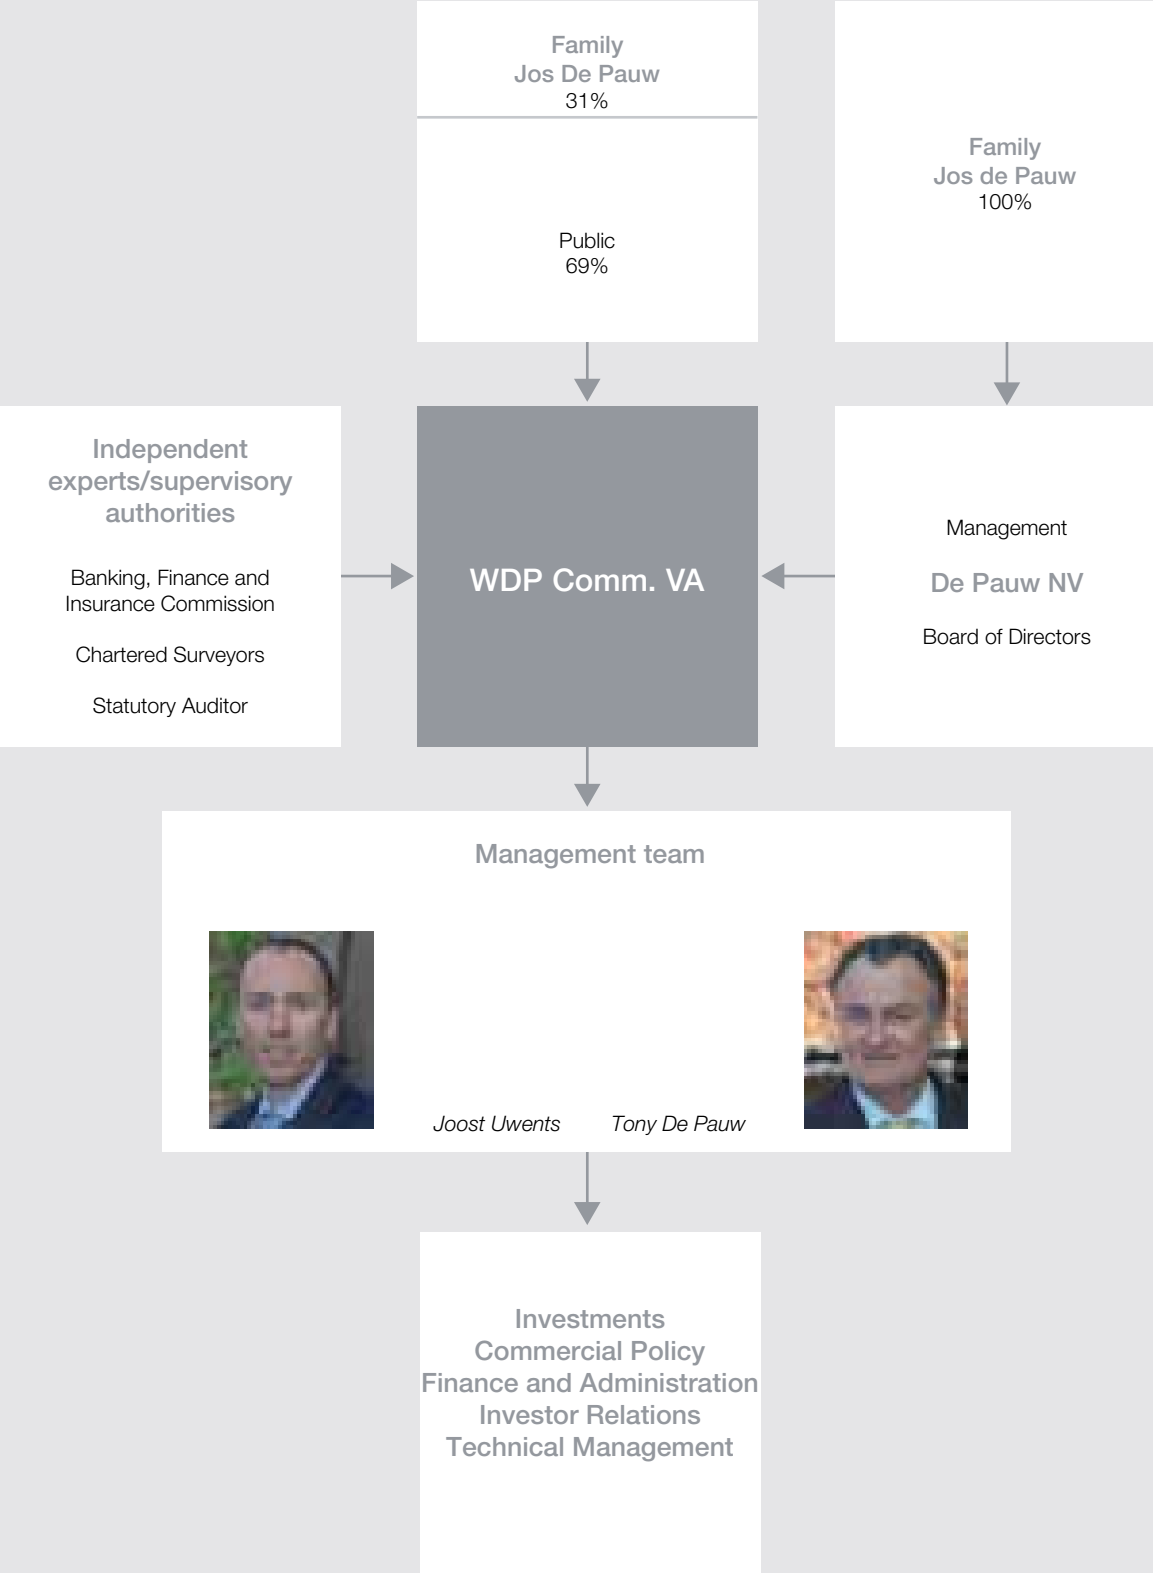 Family
Jos De Pauw
31%
Public
69%
Family
Jos de Pauw
100%
Independent
experts/supervisory
authorities
Banking, Finance and
Insurance Commission
Chartered Surveyors
Statutory Auditor
WDP Comm. VA
Management
De Pauw NV
Board of Directors
Management team
Joost Uwents
Tony De Pauw
Investments
Commercial Policy
Finance and Administration
Investor Relations
Technical Management